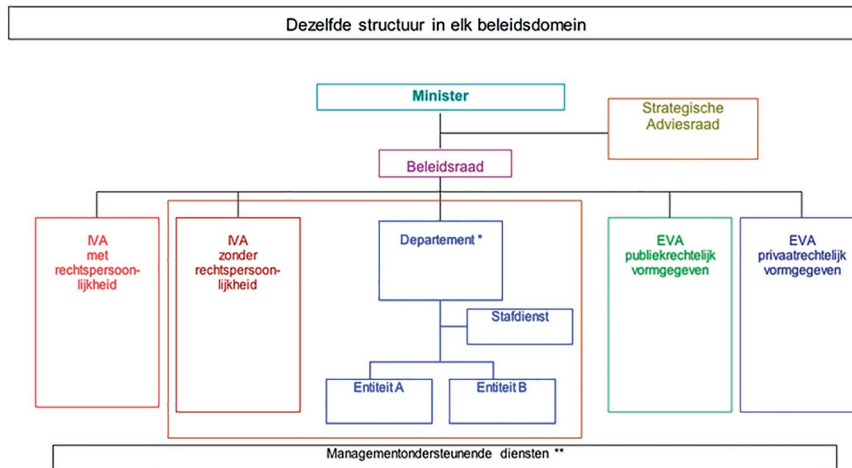 Dezelfde structuur in elk beleidsdomein
Minister
Strategische
Adviesraad
Beleidsraad
IVA
met
rechtspersoon-
lijkheid
IVA
zonder
rechtspersoon-
lijkheid
Departement *
EVA
publiekrechtelijk
vormgegeven
EVA
privaatrechtelijk
vormgegeven
Stafdienst
Entiteit A
Entiteit B
Managementondersteunende diensten **